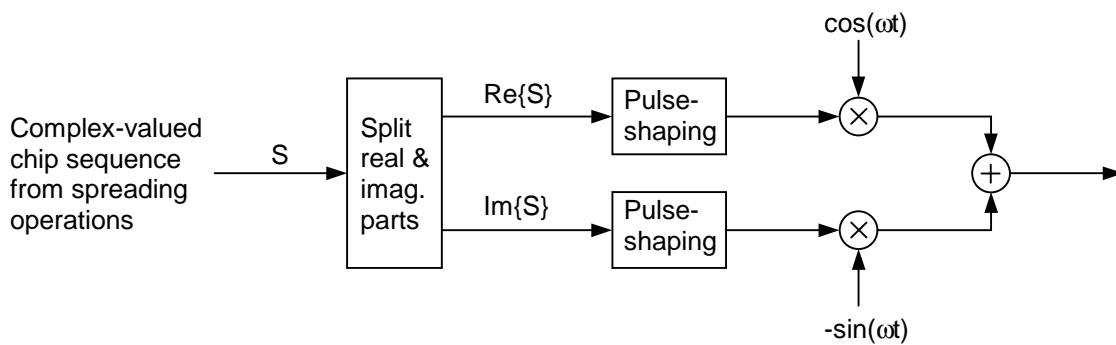 cos(ωt)
Complex-valued
chip sequence
from spreading
operations
S
Split
real &
imag.
parts
Re{S}
Im{S}
Pulse-
shaping
Pulse-
shaping
-sin(ωt)